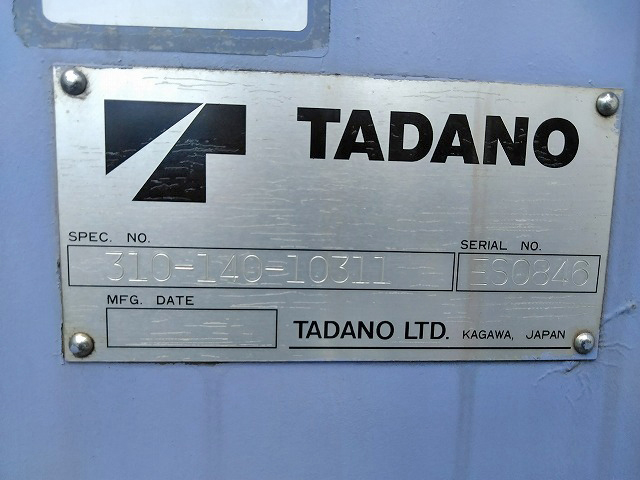 TADANO
SPEC. NO.
310-140-10311
SERIAL NO.
ES0846
MFG. DATE
TADANO LTD. KAGAWA, JAPAN